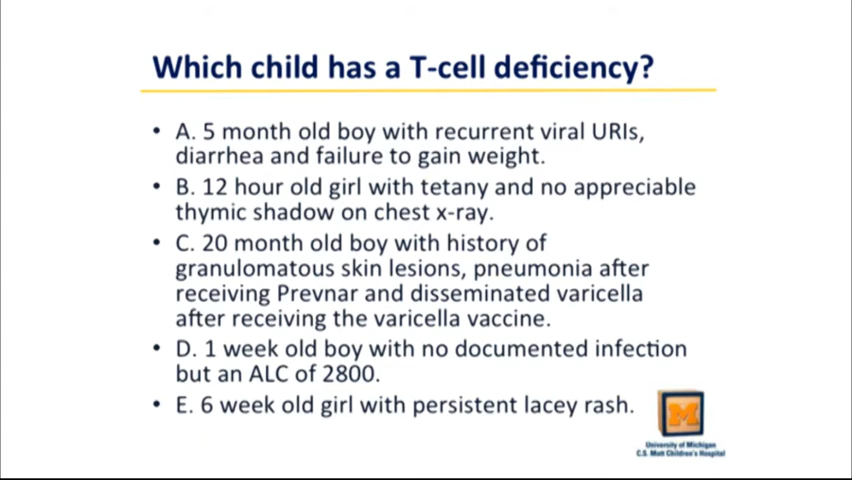 Which child has a T-cell deficiency?
• A. 5 month old boy with recurrent viral URIs,
diarrhea and failure to gain weight.
• B. 12 hour old girl with tetany and no appreciable
thymic shadow on chest x-ray.
• C. 20 month old boy with history of
granulomatous skin lesions, pneumonia after
receiving Prevnar and disseminated varicella
after receiving the varicella vaccine.
• D. 1 week old boy with no documented infection
but an ALC of 2800.
• E. 6 week old girl with persistent lacey rash.
M
University of Michigan
C.S. Mott Children's Hospital